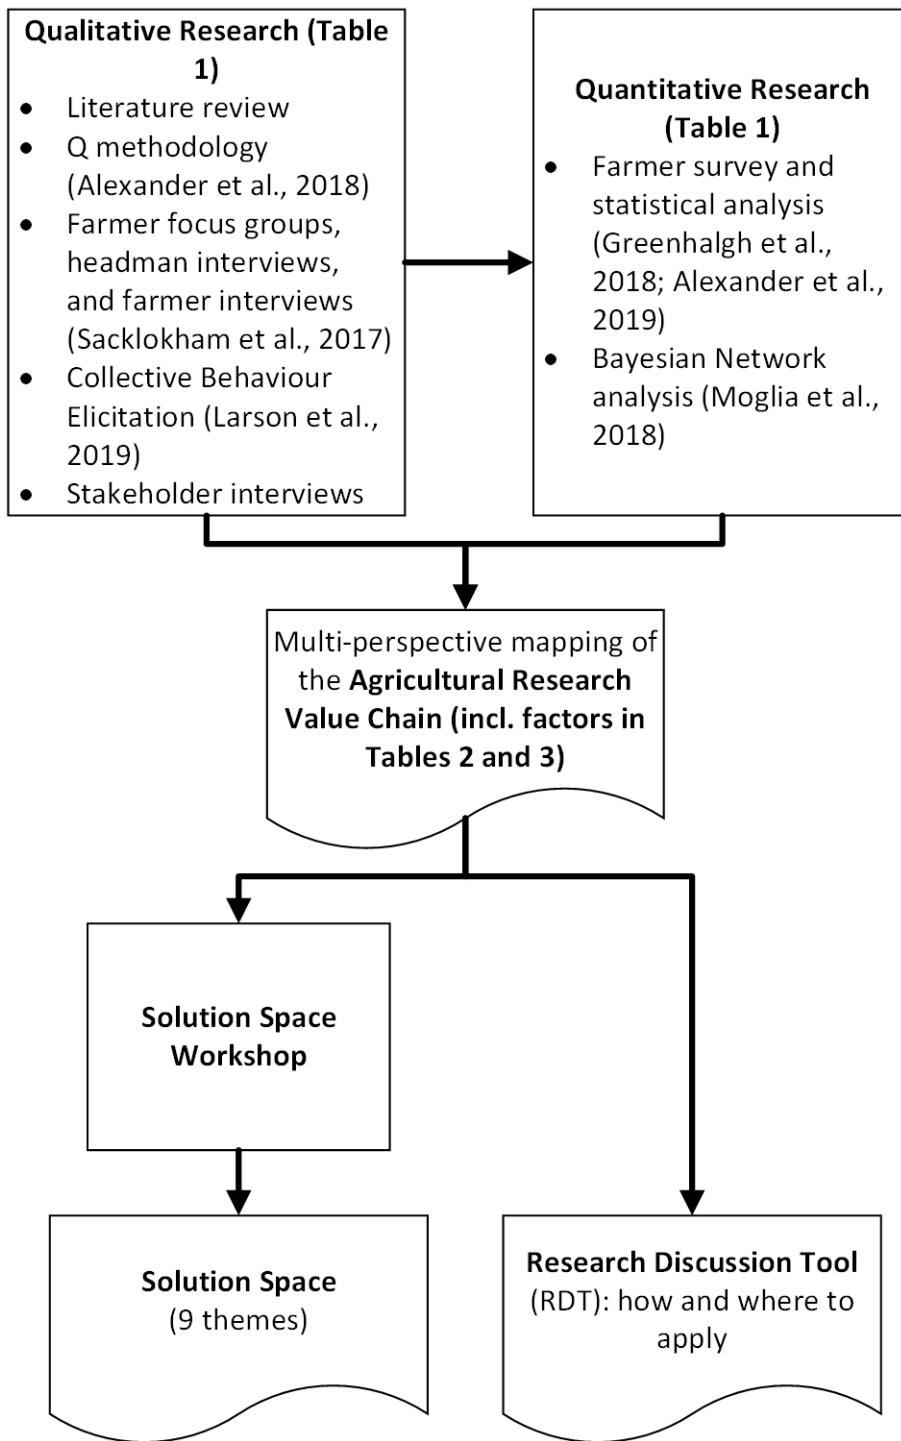 Qualitative Research (Table
1)
• Literature review
• Q methodology
(Alexander et al., 2018)
• Farmer focus groups,
headman interviews,
and farmer interviews
(Sacklokham et al., 2017)
• Collective Behaviour
Elicitation (Larson et al.,
2019)
• Stakeholder interviews
Quantitative Research
(Table 1)
• Farmer survey and
statistical analysis
(Greenhalgh et al.,
2018; Alexander et al.,
2019)
• Bayesian Network
analysis (Moglia et al.,
2018)
Multi-perspective mapping of
the Agricultural Research
Value Chain (incl. factors in
Tables 2 and 3)
Solution Space
Workshop
Solution Space
(9 themes)
Research Discussion Tool
(RDT): how and where to
apply